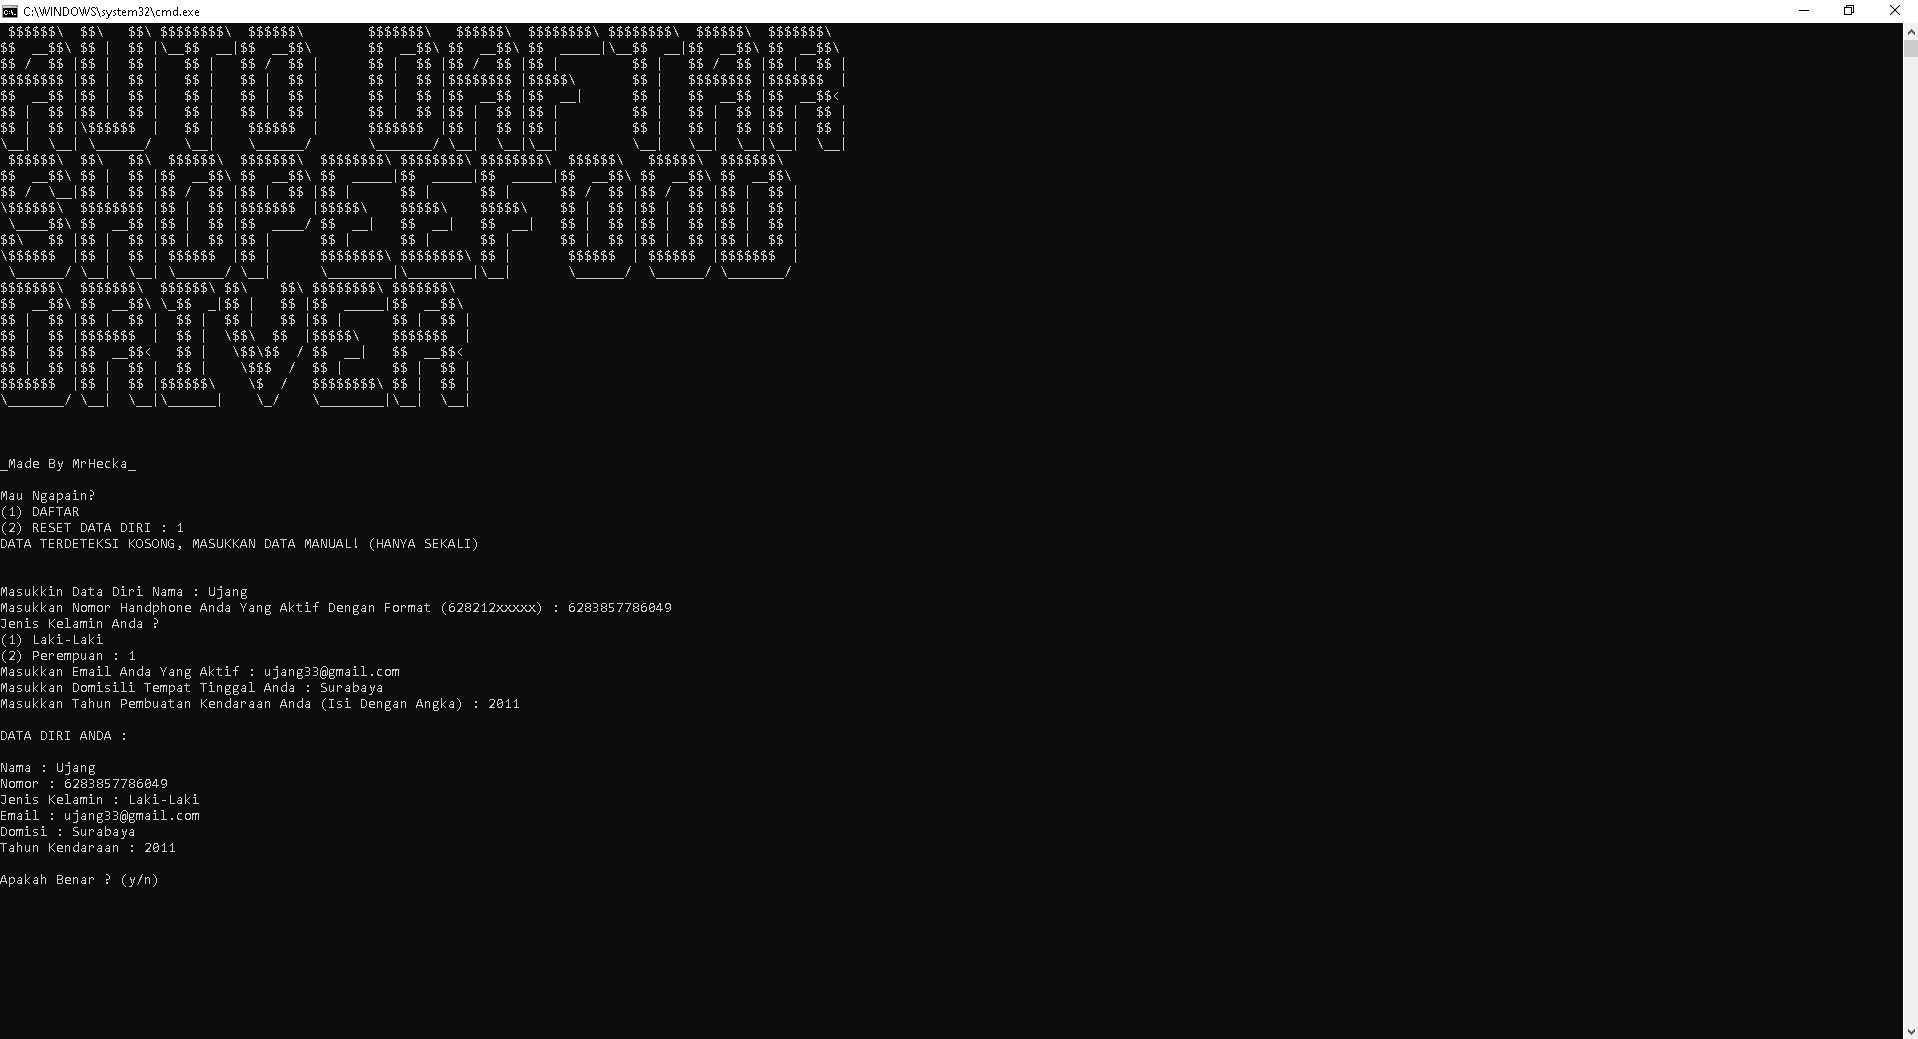 C:\WINDOWS\system32\cmd.exe
AUTO DAFTAR
SHOPEEFOOD
DRIVER
_Made By MrHecka_
Mau Ngapain?
(1) DAFTAR
(2) RESET DATA DIRI : 1
DATA TERDETEKSI KOSONG, MASUKKAN DATA MANUAL! (HANYA SEKALI)
Masukkin Data Diri Nama : Ujang
Masukkan Nomor Handphone Anda Yang Aktif Dengan Format (628212xxxxx) : 6283857786049
Jenis Kelamin Anda ?
(1) Laki-Laki
(2) Perempuan : 1
Masukkan Email Anda Yang Aktif : ujang33@gmail.com
Masukkan Domisili Tempat Tinggal Anda : Surabaya
Masukkan Tahun Pembuatan Kendaraan Anda (Isi Dengan Angka) : 2011
DATA DIRI ANDA :
Nama : Ujang
Nomor : 6283857786049
Jenis Kelamin : Laki-Laki
Email : ujang33@gmail.com
Domisi : Surabaya
Tahun Kendaraan : 2011
Apakah Benar ? (y/n)